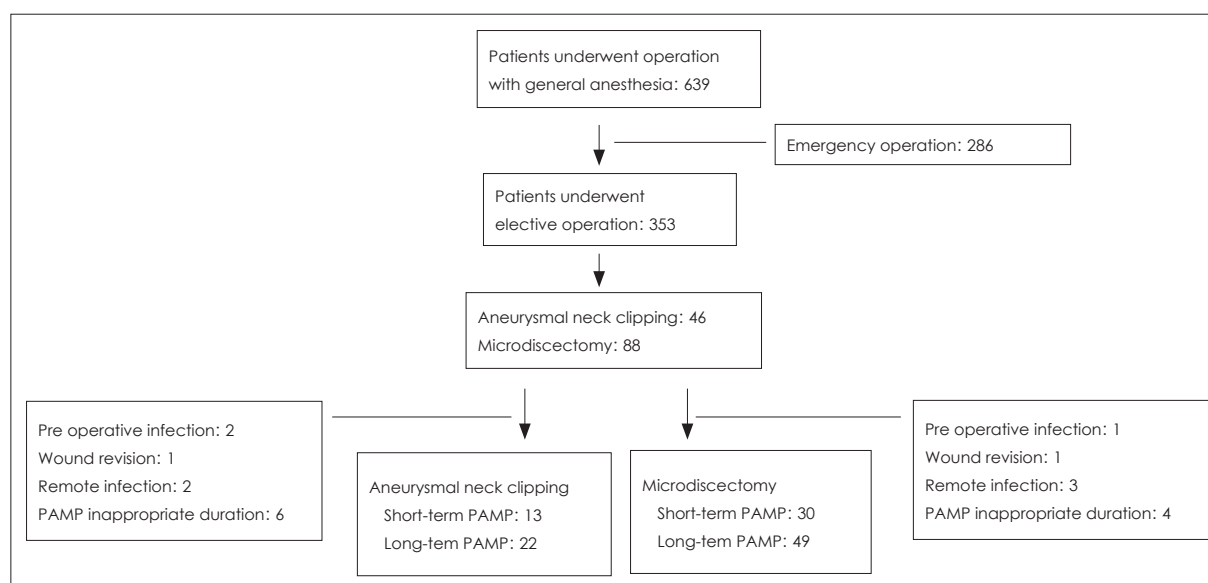 Patients underwent operation
with general anesthesia: 639
Emergency operation: 286
Patients underwent
elective operation: 353
Aneurysmal neck clipping: 46
Microdiscectomy: 88
Pre operative infection: 2
Wound revision: 1
Remote infection: 2
PAMP inappropriate duration: 6
Aneurysmal neck clipping
Short-term PAMP: 13
Long-tem PAMP: 22
Microdiscectomy
Short-term PAMP: 30
Long-tem PAMP: 49
Pre operative infection: 1
Wound revision: 1
Remote infection: 3
PAMP inappropriate duration: 4